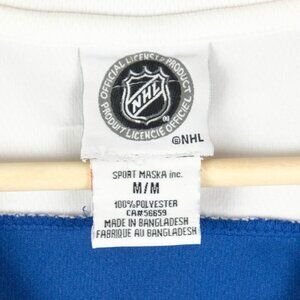 OFFICIAL LICENSED PRODUCT
NHL
PRODUIT LICENCIÉ OFFICIEL
©NHL
SPORT MASKA inc.
M/M
100%POLYESTER
CA#56659
MADE IN BANGLADESH
FABRIQUE AU BANGLADESH